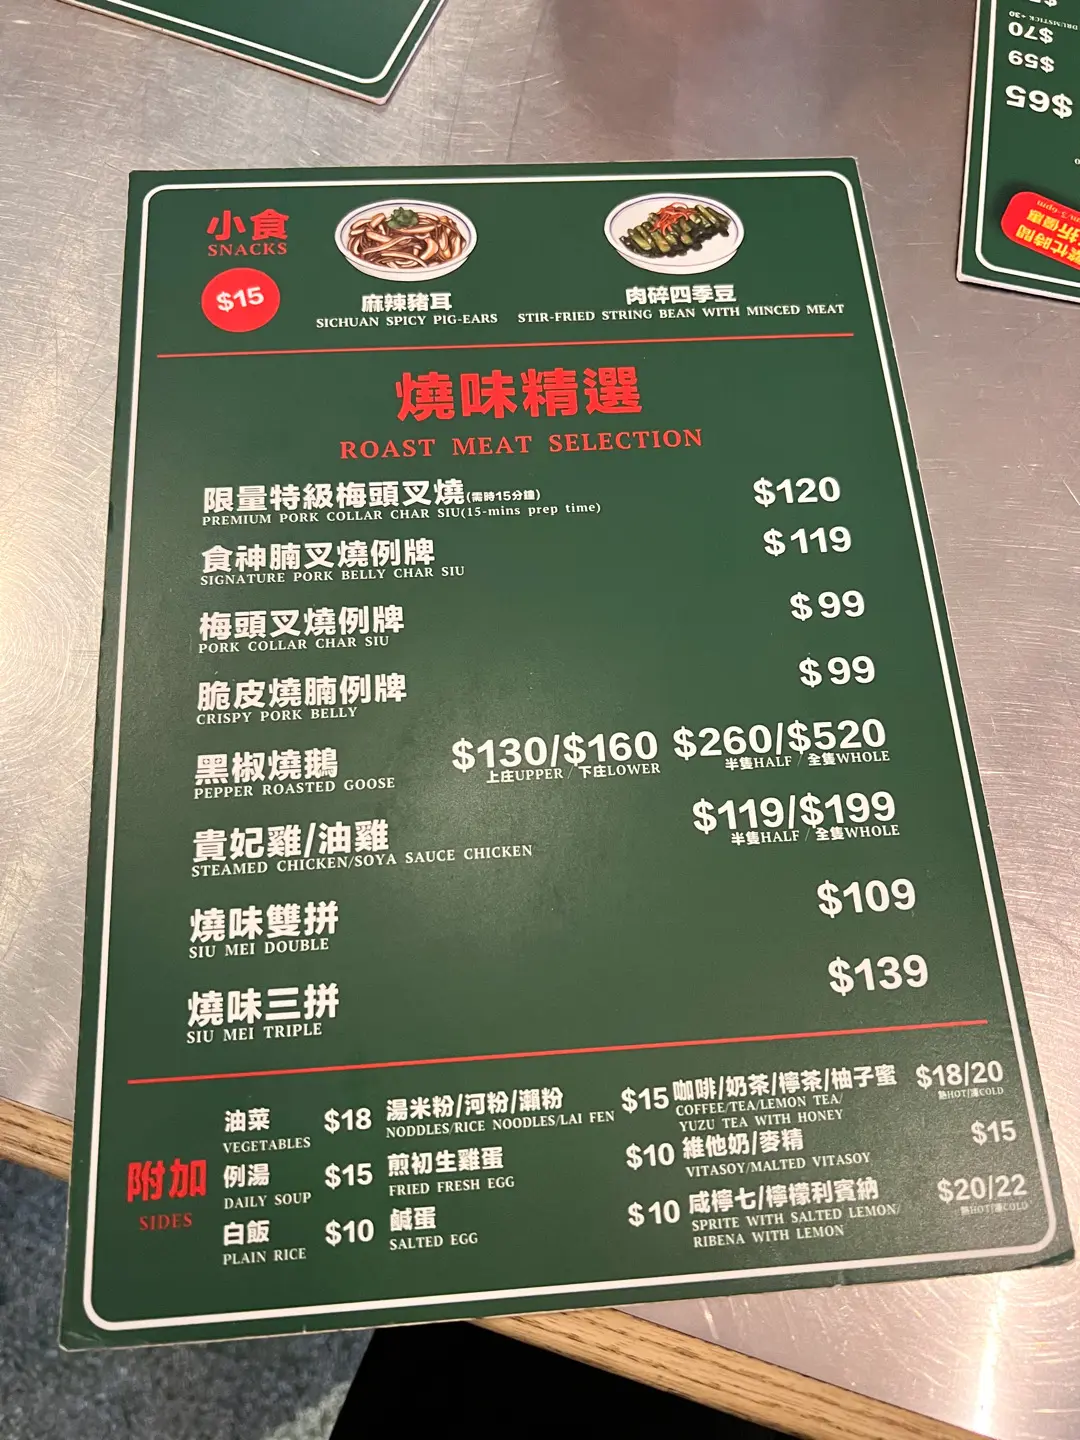 小食
SNACKS
$15
麻辣豬耳
SICHUAN SPICY PIG-EARS
肉碎四季豆
STIR-FRIED STRING BEAN WITH MINCED MEAT
燒味精選
ROAST MEAT SELECTION
限量特級梅頭叉燒(需時15分鐘) $120
PREMIUM PORK COLLAR CHAR SIU(15-mins prep time)
食神腩叉燒例牌 $119
SIGNATURE PORK BELLY CHAR SIU
梅頭叉燒例牌 $99
PORK COLLAR CHAR SIU
脆皮燒腩例牌 $99
CRISPY PORK BELLY
黑椒燒鵝 $130/$160 $260/$520
PEPPER ROASTED GOOSE 上庄UPPER / 下庄LOWER 半隻HALF / 全隻WHOLE
貴妃雞/油雞 $119/$199
STEAMED CHICKEN/SOYA SAUCE CHICKEN 半隻HALF / 全隻WHOLE
燒味雙拼 $109
SIU MEI DOUBLE
燒味三拼 $139
SIU MEI TRIPLE
附加
SIDES
油菜 $18
VEGETABLES
例湯 $15
DAILY SOUP
白飯 $10
PLAIN RICE
湯米粉/河粉/瀨粉 $15
NODDLES/RICE NOODLES/LAI FEN
煎初生雞蛋 $10
FRIED FRESH EGG
鹹蛋 $10
SALTED EGG
咖啡/奶茶/檸茶/柚子蜜 $18/20
COFFEE/TEA/LEMON TEA/ 熱HOT/凍COLD
YUZU TEA WITH HONEY
維他奶/麥精 $15
VITASOY/MALTED VITASOY
咸檸七/檸檬利賓納 $20/22
SPRITE WITH SALTED LEMON/ 熱HOT/凍COLD
RIBENA WITH LEMON
DRUMSTICK +30
$70
$59
$65